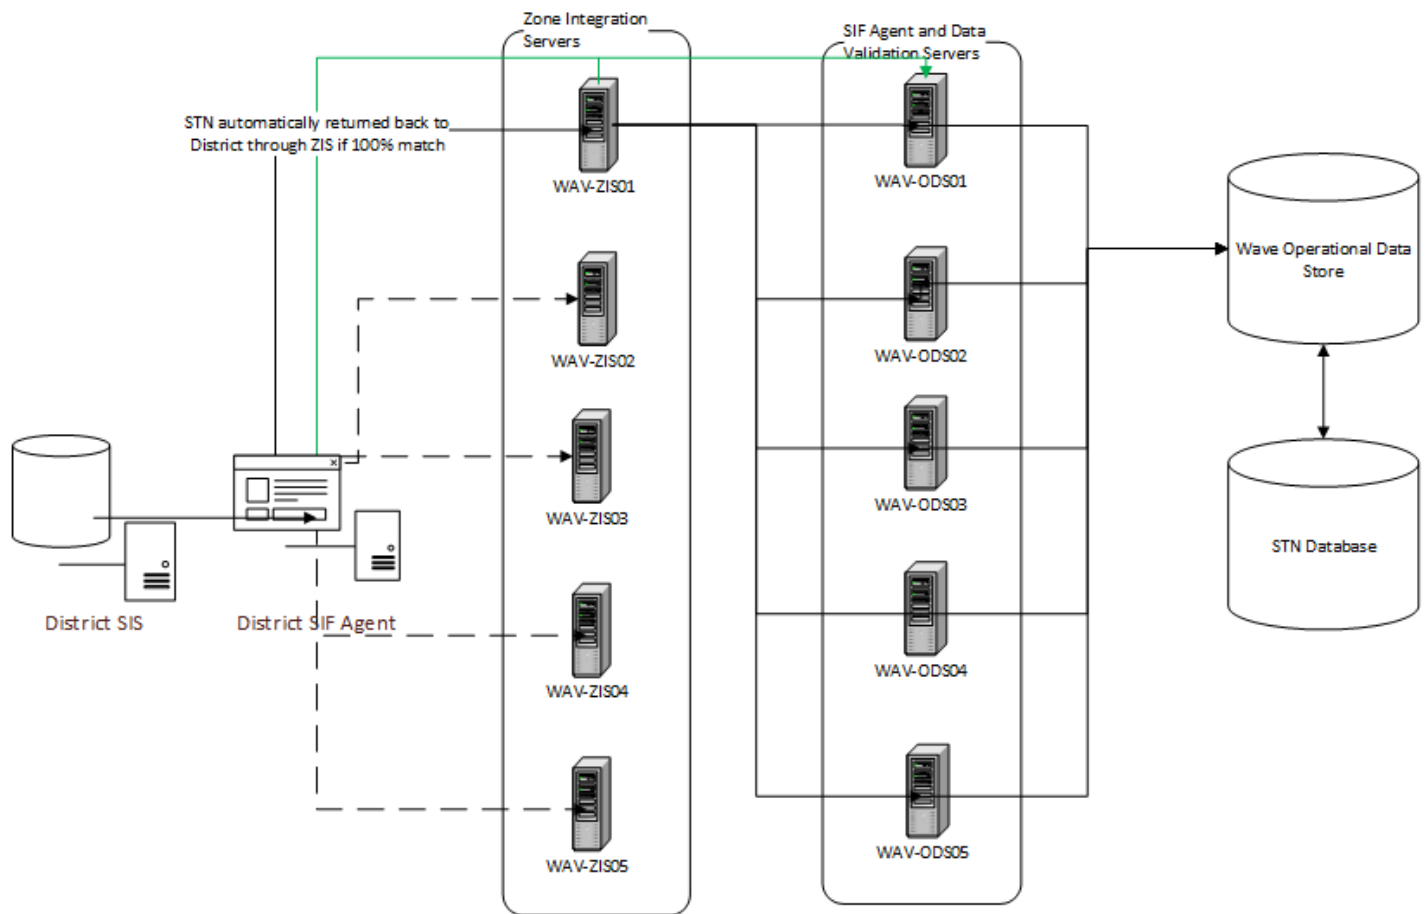 Zone Integration
Servers
SIF Agent and Data
Validation Servers
STN automatically returned back to
District through ZIS if 100% match
WAV-ZIS01
WAV-ODS01
Wave Operational Data
Store
WAV-ZIS02
WAV-ODS02
WAV-ZIS03
WAV-ODS03
STN Database
District SIS
District SIF Agent
WAV-ZIS04
WAV-ODS04
WAV-ZIS05
WAV-ODS05